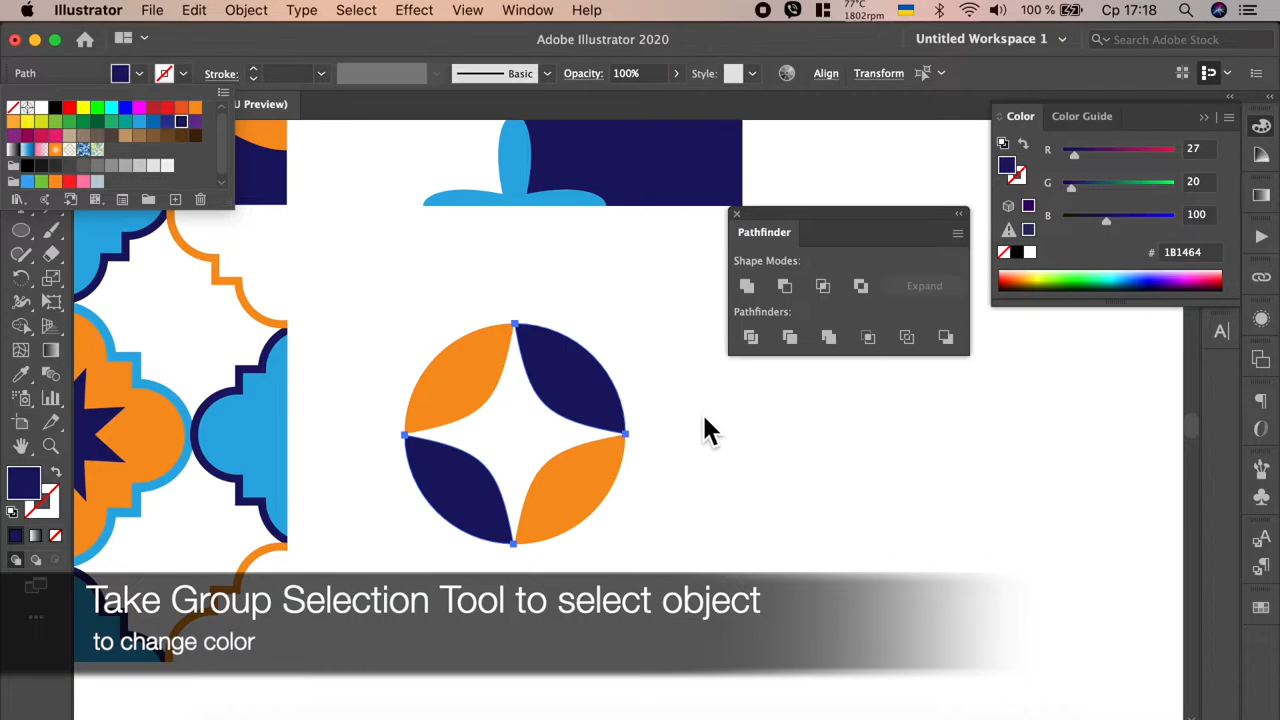 Illustrator File Edit Object Type Select Effect View Window Help
77°C
1802rpm
100 %
Ср 17:18
Adobe Illustrator 2020
Untitled Workspace 1
Search Adobe Stock
Path
Stroke:
Basic
Opacity:
100%
Style:
Align
Transform
U Preview)
Color
Color Guide
R
27
G
20
B
100
#
1B1464
Pathfinder
Shape Modes:
Expand
Pathfinders:
A
Take Group Selection Tool to select object
to change color